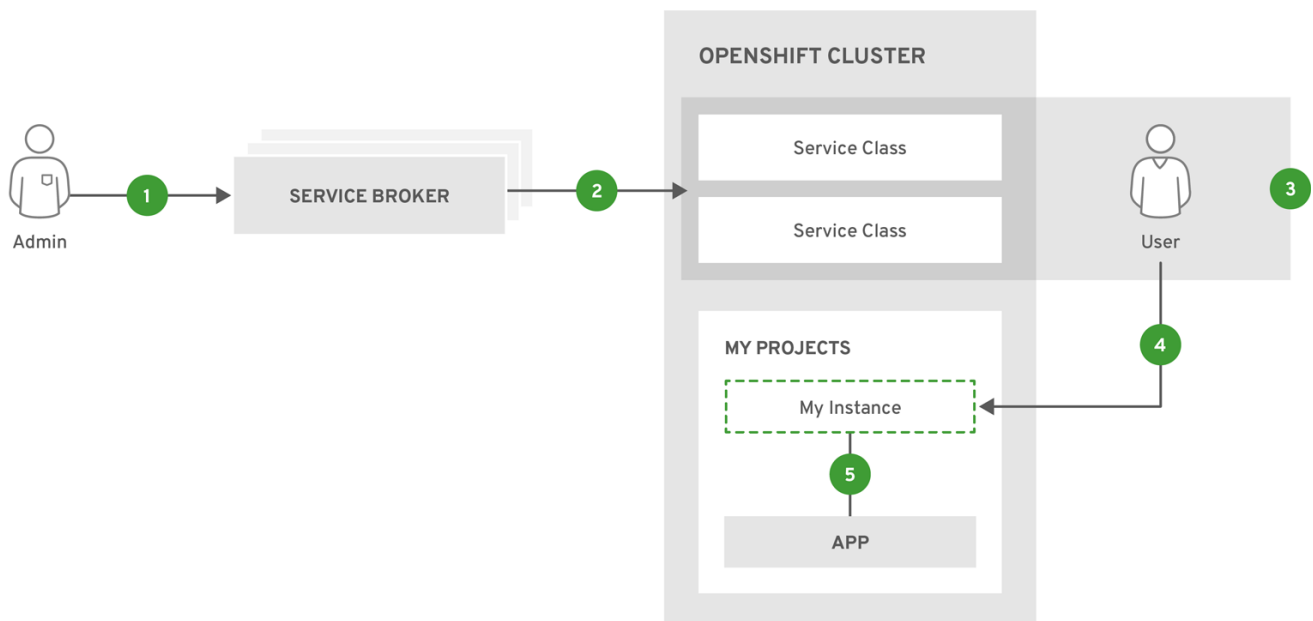 OPENSHIFT CLUSTER
Service Class
1
SERVICE BROKER
2
3
Admin
Service Class
User
MY PROJECTS
4
My Instance
5
APP